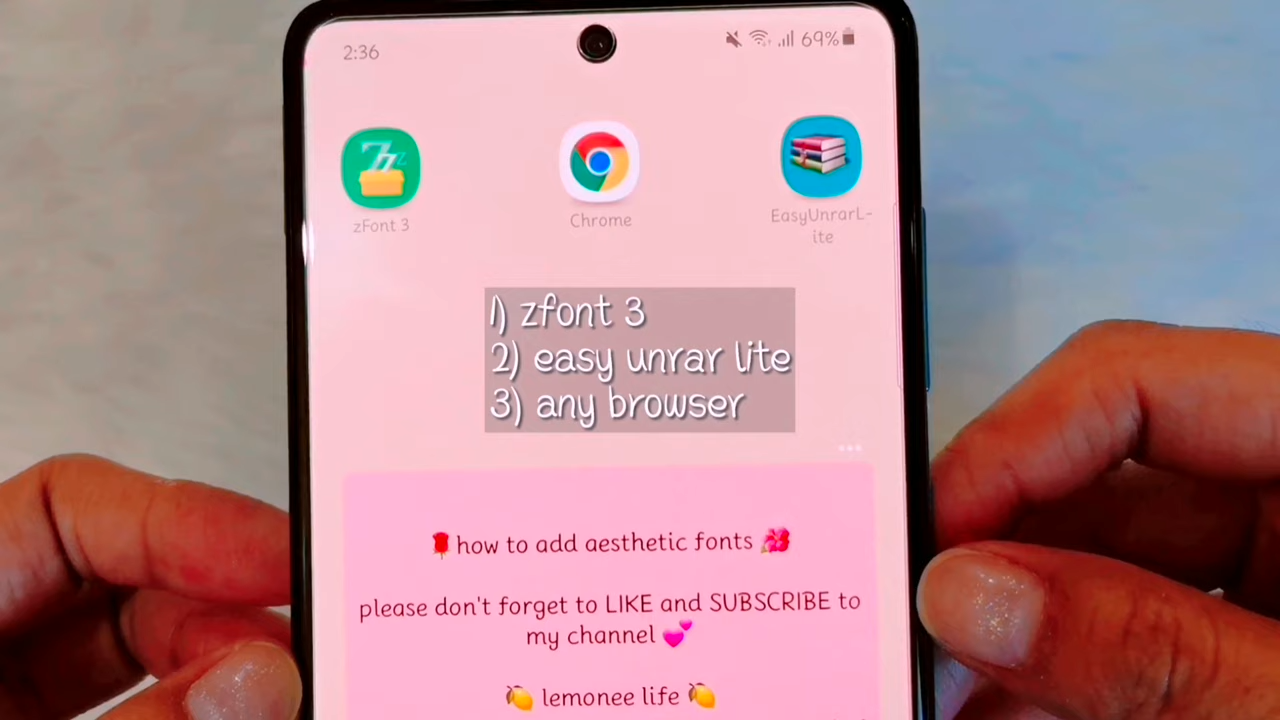 2:36
69%
zFont 3
Chrome
EasyUnrarL-
ite
1) zfont 3
2) easy unrar lite
3) any browser
how to add aesthetic fonts
please don't forget to LIKE and SUBSCRIBE to
my channel 💕
🍋 lemonee life 🍋